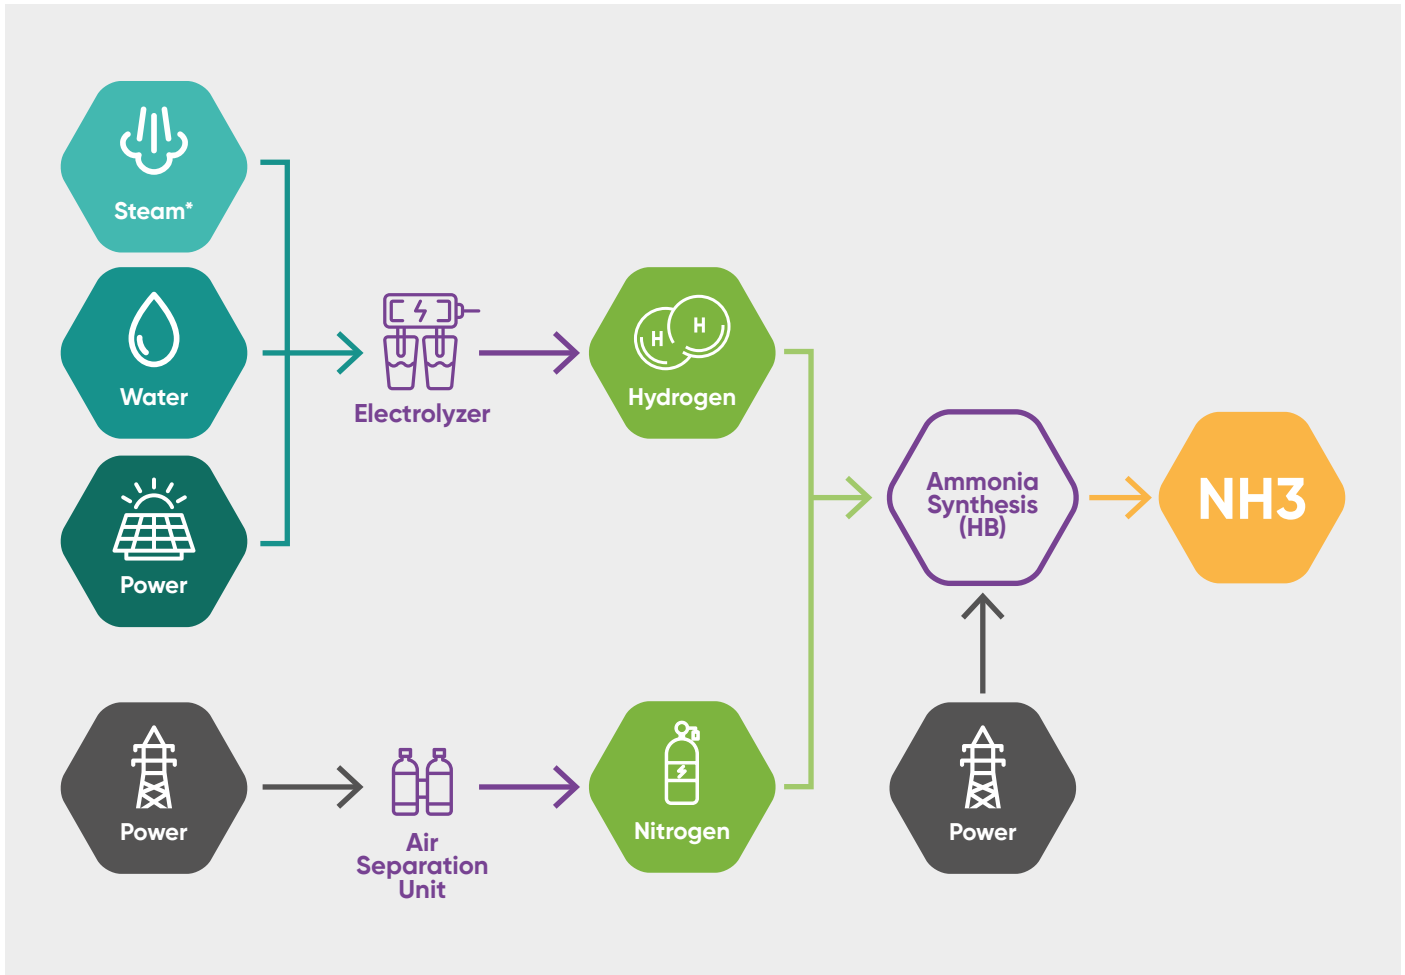 Steam*
Water
Power
Electrolyzer
H
H
Hydrogen
Power
Air
Separation
Unit
Nitrogen
Ammonia
Synthesis
(HB)
Power
NH3